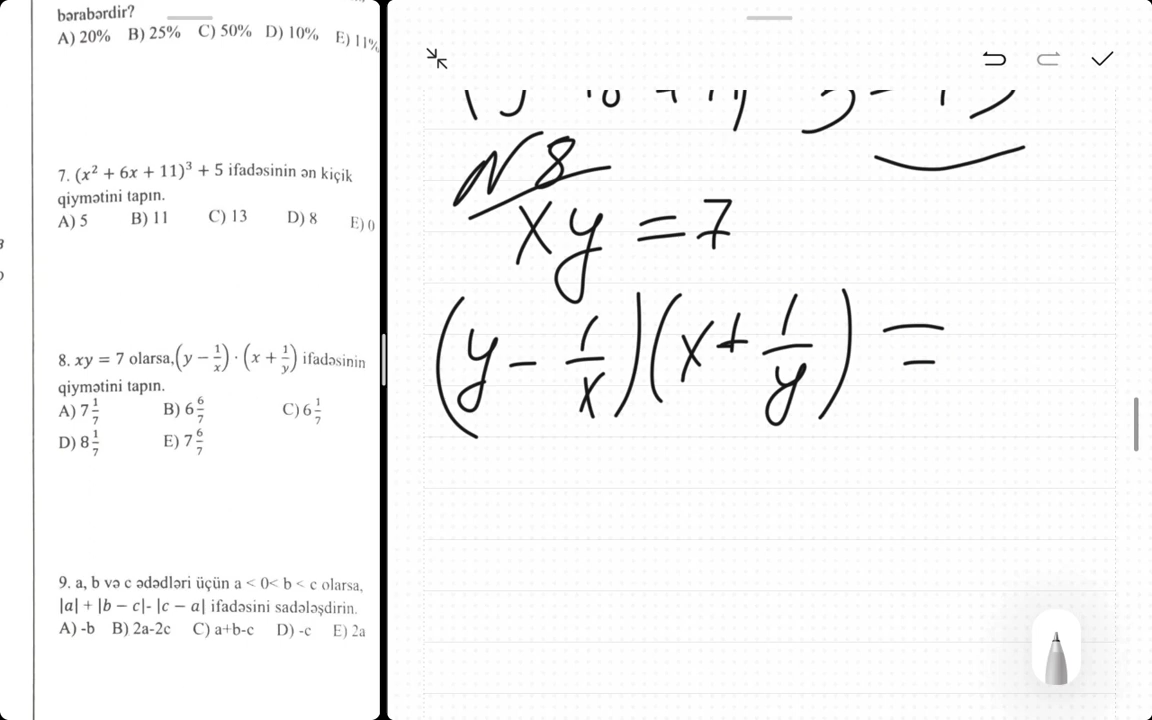 bərabərdir?
A) 20% B) 25% C) 50% D) 10% E) 11%
7. (x² + 6x + 11)³ + 5 ifadəsinin ən kiçik
qiymətini tapın.
A) 5 B) 11 C) 13 D) 8 E) 0
8. xy = 7 olarsa,(y − 1/x) · (x + 1/y) ifadəsinin
qiymətini tapın.
A) 7 1/7 B) 6 6/7 C) 6 1/7
D) 8 1/7 E) 7 6/7
9. a, b və c ədədləri üçün a < 0< b < c olarsa,
|a| + |b − c|- |c − a| ifadəsini sadələşdirin.
A) -b B) 2a-2c C) a+b-c D) -c E) 2a
N8
xy = 7
(y − 1/x)(x + 1/y) =